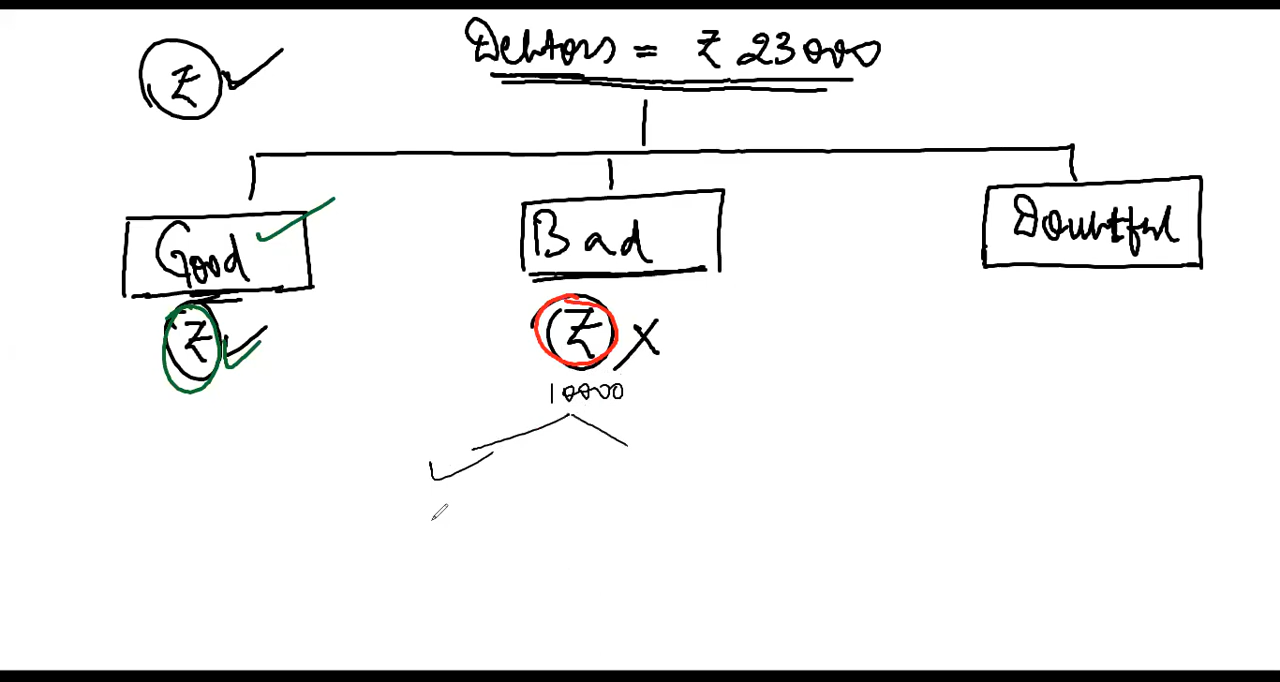 Debtors = ₹ 23000
₹
Good
Bad
Doubtful
₹
₹ X
10000